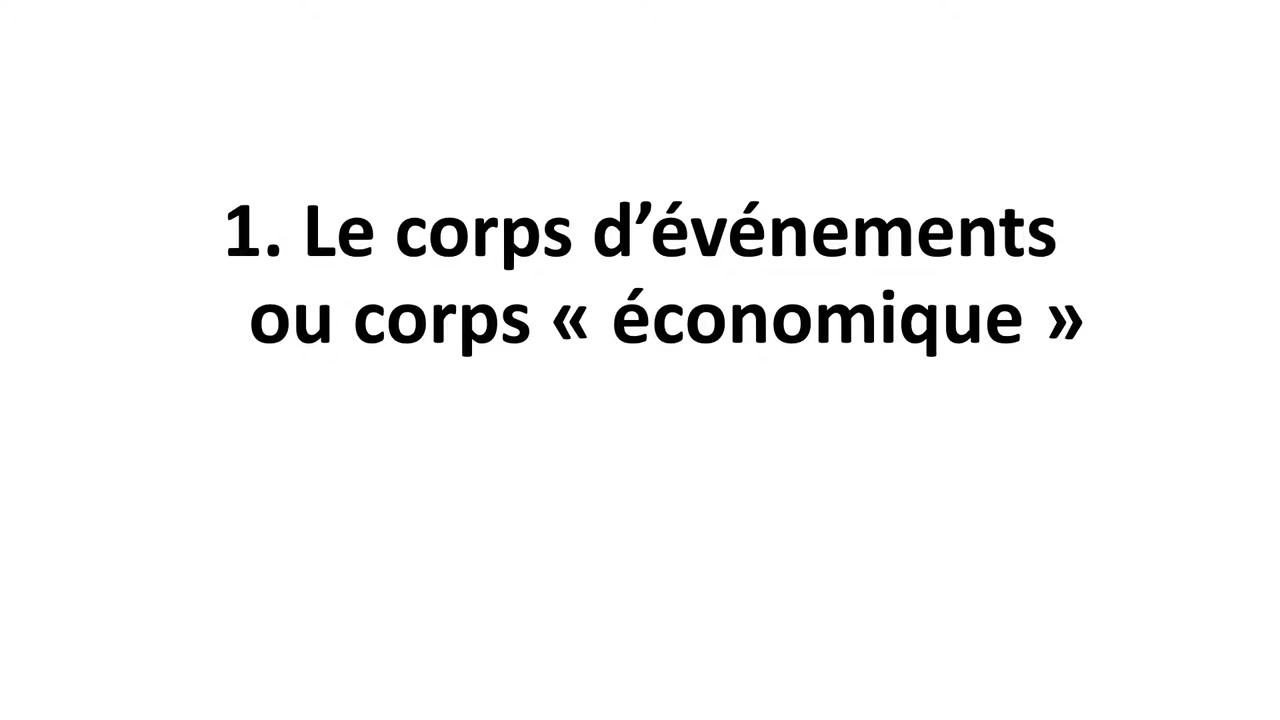 1. Le corps d’événements
ou corps « économique »